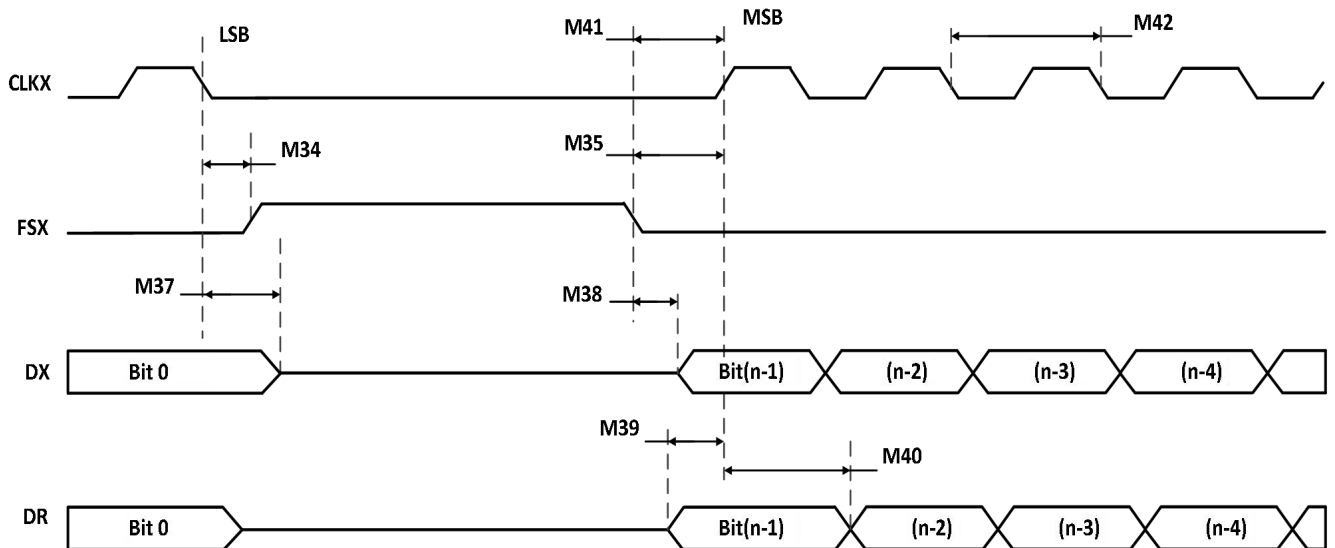 LSB
M41
MSB
M42
CLKX
M34
M35
FSX
M37
M38
DX
Bit 0
Bit(n-1)
(n-2)
(n-3)
(n-4)
M39
M40
DR
Bit 0
Bit(n-1)
(n-2)
(n-3)
(n-4)